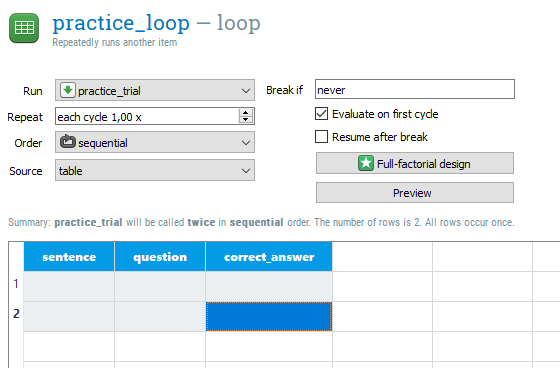 practice_loop — loop
Repeatedly runs another item
Run practice_trial Break if never
Repeat each cycle 1,00 x Evaluate on first cycle
Order sequential Resume after break
Source table Full-factorial design
Preview
Summary: practice_trial will be called twice in sequential order. The number of rows is 2. All rows occur once.
sentence question correct_answer
1
2